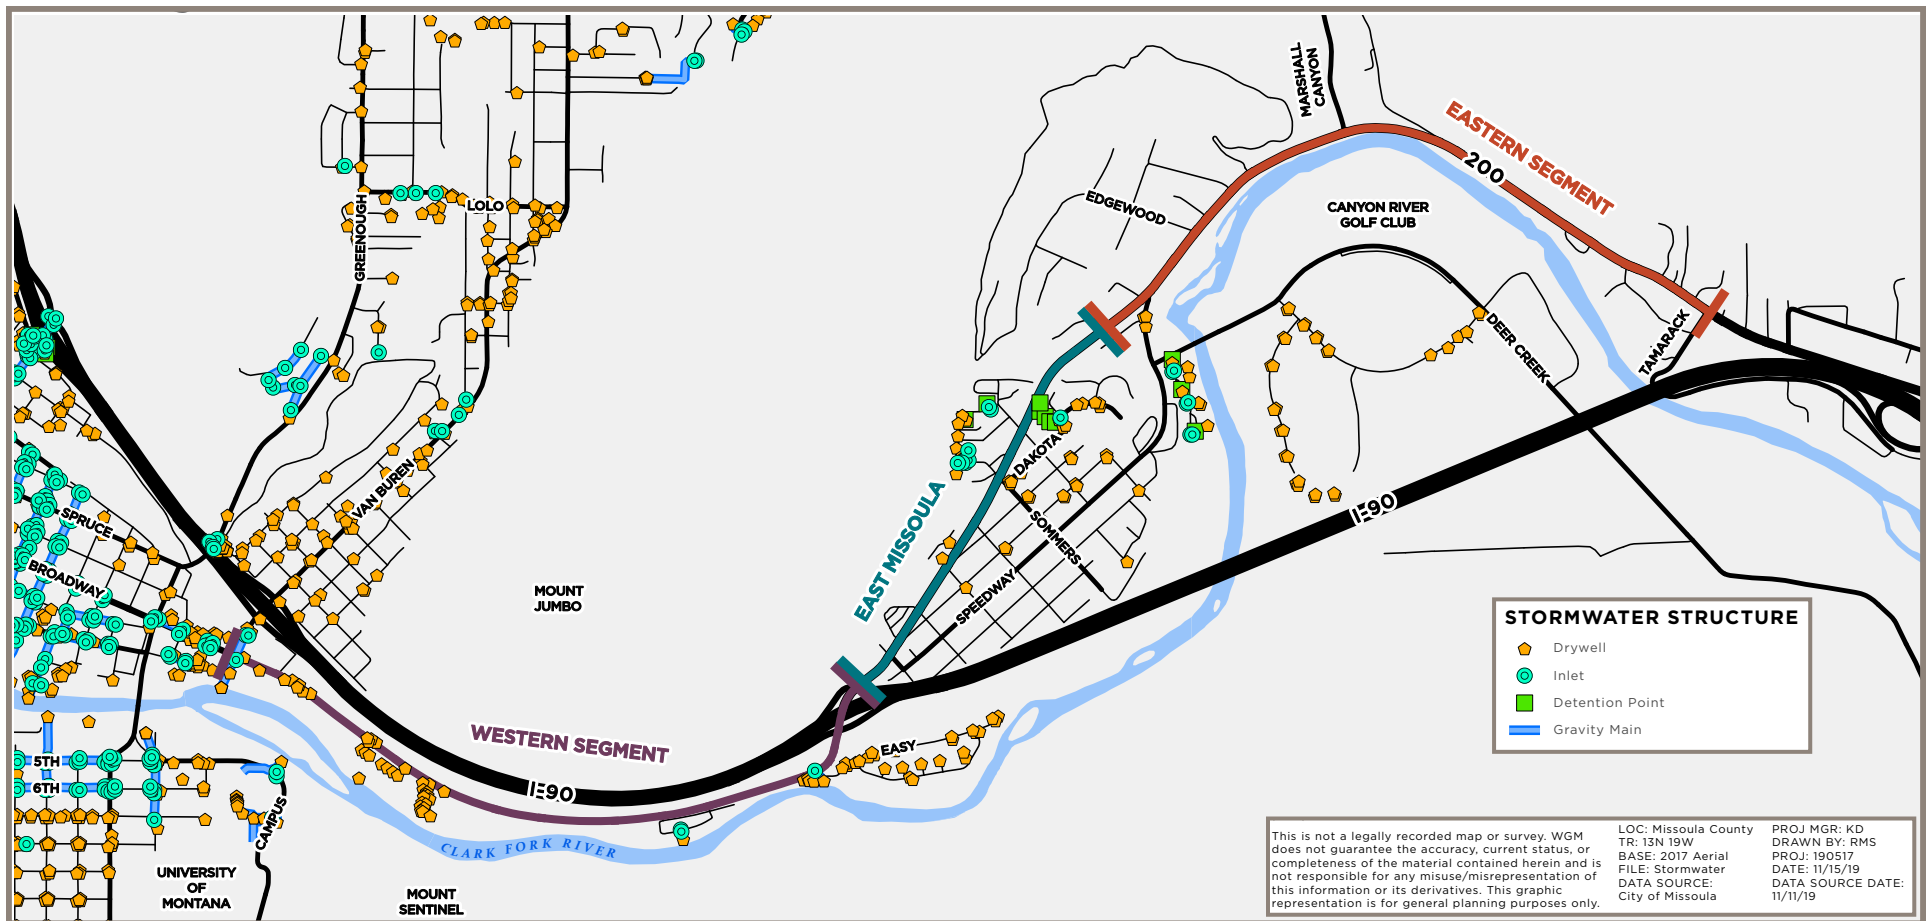 MARSHALL
CANYON
EASTERN SEGMENT
200
EDGEWOOD
CANYON RIVER
GOLF CLUB
LOLO
GREENOUGH
DEER CREEK
TAMARACK
VAN BUREN
DAKOTA
SPRUCE
I-90
EAST MISSOULA
SOMMERS
BROADWAY
MOUNT
JUMBO
SPEEDWAY
STORMWATER STRUCTURE
Drywell
Inlet
Detention Point
Gravity Main
WESTERN SEGMENT
EASY
5TH
6TH
I-90
CAMPUS
CLARK FORK RIVER
UNIVERSITY
OF
MONTANA
MOUNT
SENTINEL
This is not a legally recorded map or survey. WGM
does not guarantee the accuracy, current status, or
completeness of the material contained herein and is
not responsible for any misuse/misrepresentation of
this information or its derivatives. This graphic
representation is for general planning purposes only.
LOC: Missoula County
TR: 13N 19W
BASE: 2017 Aerial
FILE: Stormwater
DATA SOURCE:
City of Missoula
PROJ MGR: KD
DRAWN BY: RMS
PROJ: 190517
DATE: 11/15/19
DATA SOURCE DATE:
11/11/19